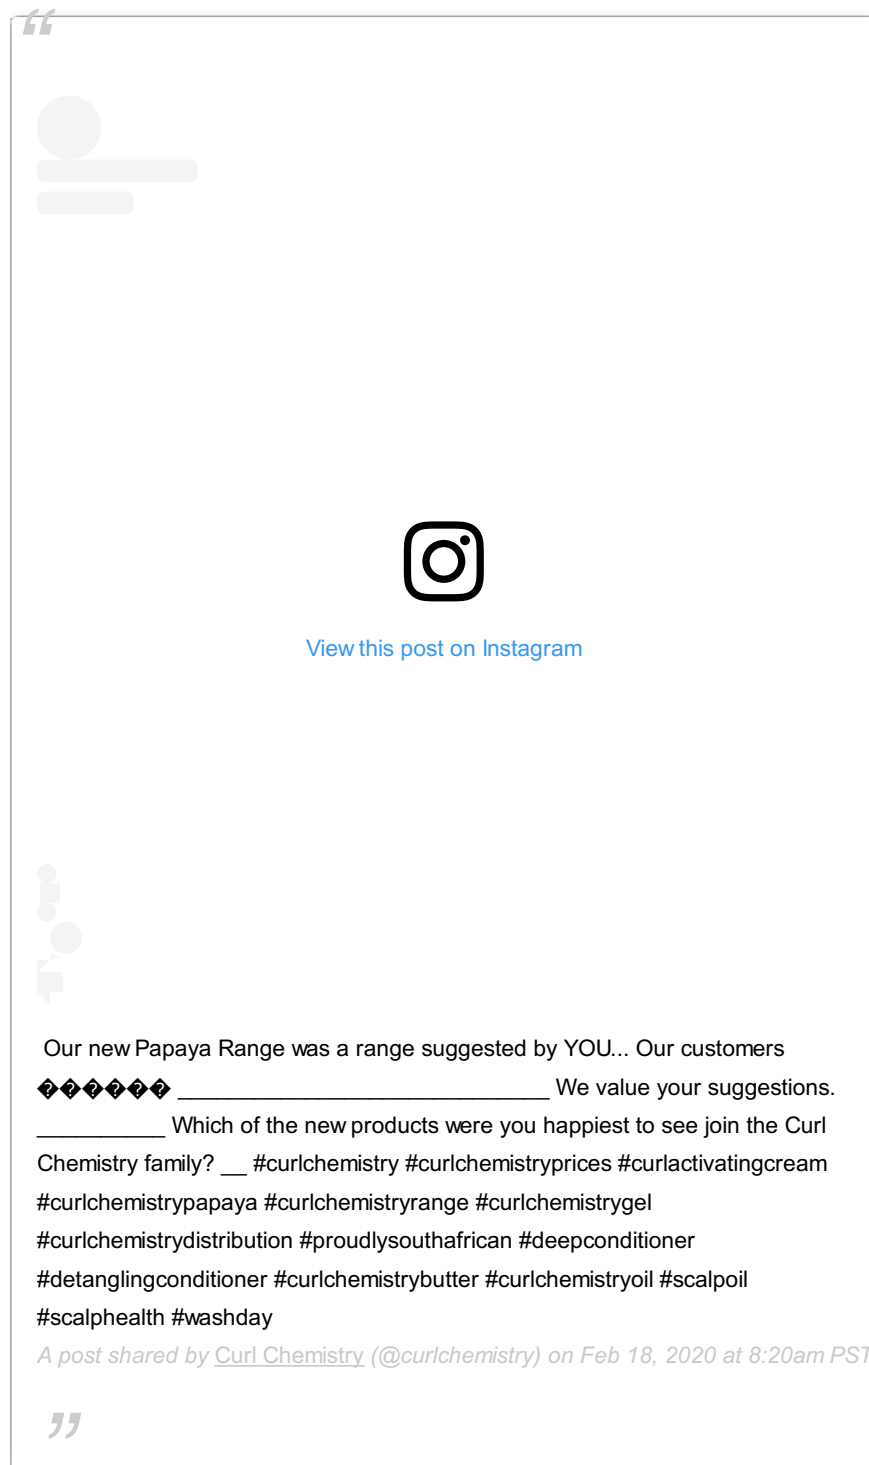 “
View this post on Instagram
Our new Papaya Range was a range suggested by YOU... Our customers
������ _____________________________ We value your suggestions.
__________ Which of the new products were you happiest to see join the Curl
Chemistry family? __ #curlchemistry #curlchemistryprices #curlactivatingcream
#curlchemistrypapaya #curlchemistryrange #curlchemistrygel
#curlchemistrydistribution #proudlysouthafrican #deepconditioner
#detanglingconditioner #curlchemistrybutter #curlchemistryoil #scalpoil
#scalphealth #washday
A post shared by Curl Chemistry (@curlchemistry) on Feb 18, 2020 at 8:20am PST
”